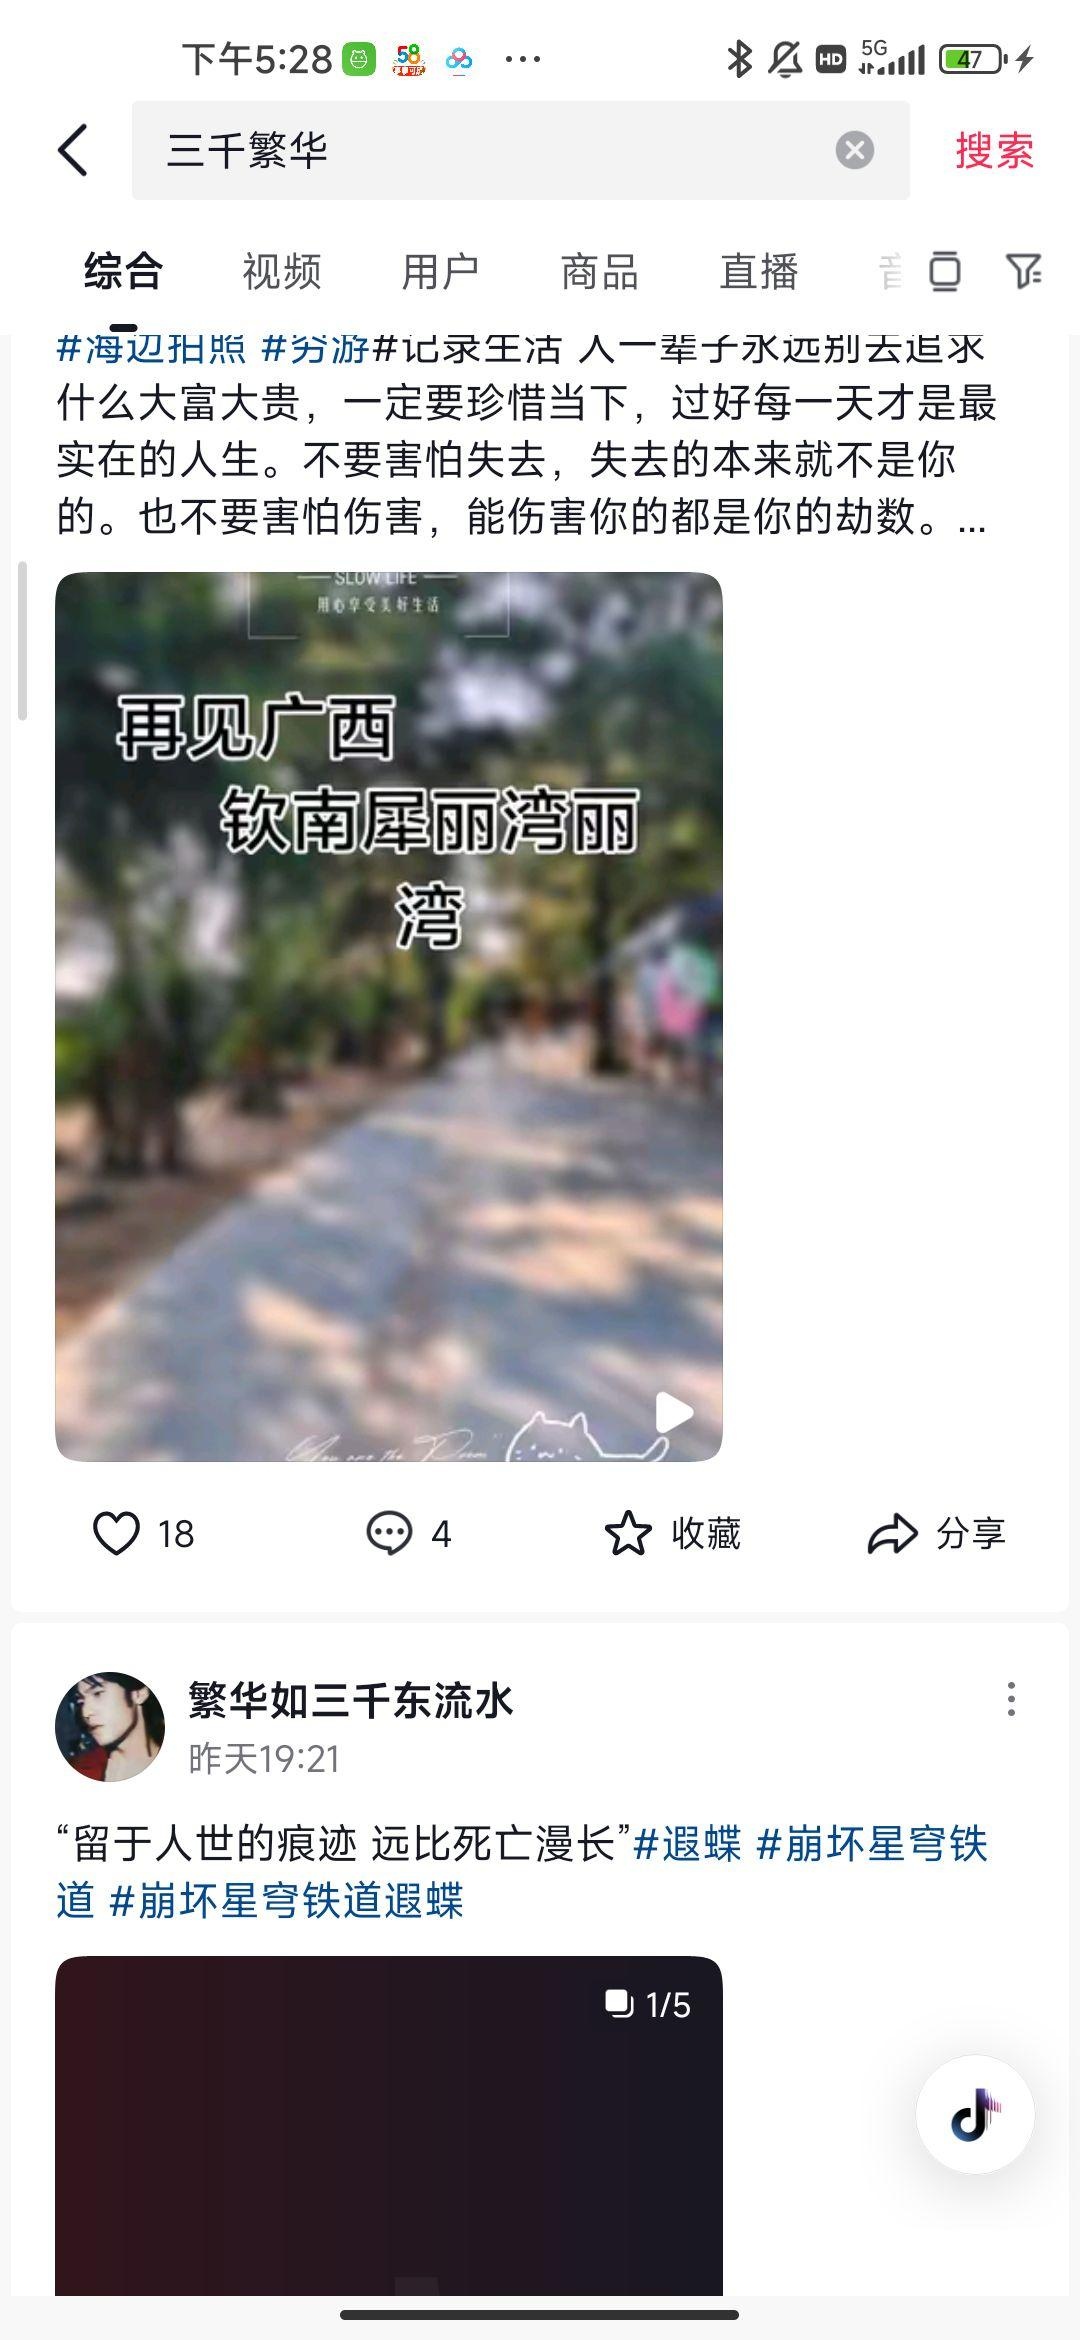 下午5:28
58
HD
5G
47
三千繁华
搜索
综合
视频
用户
商品
直播
#海边拍照 #穷游#记录生活 人一辈子永远别去追求
什么大富大贵，一定要珍惜当下，过好每一天才是最
实在的人生。不要害怕失去，失去的本来就不是你
的。也不要害怕伤害，能伤害你的都是你的劫数。...
SLOW LIFE
用心享受美好生活
再见广西
钦南犀丽湾丽
湾
You are the
18
4
收藏
分享
繁华如三千东流水
昨天19:21
“留于人世的痕迹 远比死亡漫长”#遐蝶 #崩坏星穹铁
道 #崩坏星穹铁道遐蝶
1/5